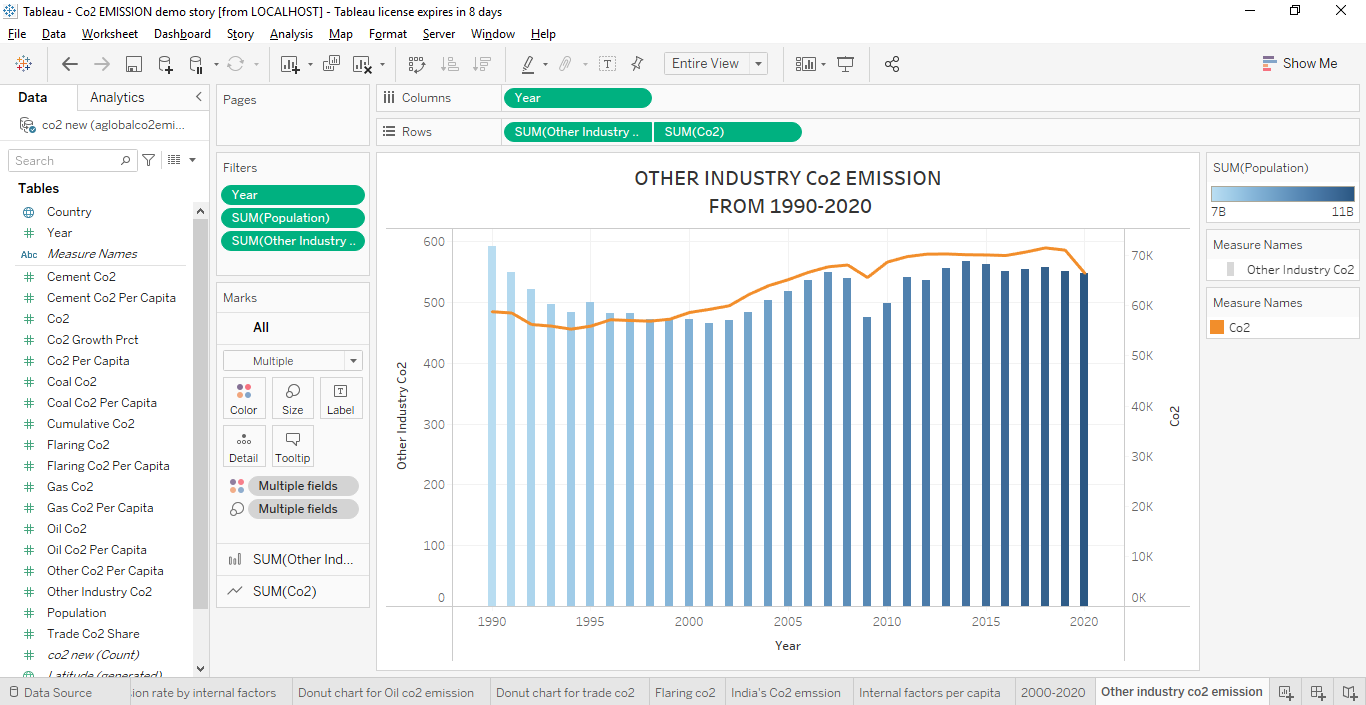 Tableau - Co2 EMISSION demo story [from LOCALHOST] - Tableau license expires in 8 days
File Data Worksheet Dashboard Story Analysis Map Format Server Window Help
Entire View
Show Me
Data Analytics
co2 new (aglobalco2emi...
Search
Tables
Country
Year
Abc Measure Names
Cement Co2
Cement Co2 Per Capita
Co2
Co2 Growth Prct
Co2 Per Capita
Coal Co2
Coal Co2 Per Capita
Cumulative Co2
Flaring Co2
Flaring Co2 Per Capita
Gas Co2
Gas Co2 Per Capita
Oil Co2
Oil Co2 Per Capita
Other Co2 Per Capita
Other Industry Co2
Population
Trade Co2 Share
co2 new (Count)
Latitude (generated)
Pages
Filters
Year
SUM(Population)
SUM(Other Industry ..
Marks
All
Multiple
Color Size Label
Detail Tooltip
Multiple fields
Multiple fields
SUM(Other Ind...
SUM(Co2)
Columns Year
Rows SUM(Other Industry .. SUM(Co2)
OTHER INDUSTRY Co2 EMISSION
FROM 1990-2020
Other Industry Co2
600
500
400
300
200
100
0
70K
60K
50K
40K
30K
20K
10K
0K
Co2
1990 1995 2000 2005 2010 2015 2020
Year
SUM(Population)
7B 11B
Measure Names
Other Industry Co2
Measure Names
Co2
Data Source sion rate by internal factors Donut chart for Oil co2 emission Donut chart for trade co2 Flaring co2 India's Co2 emssion Internal factors per capita 2000-2020 Other industry co2 emission